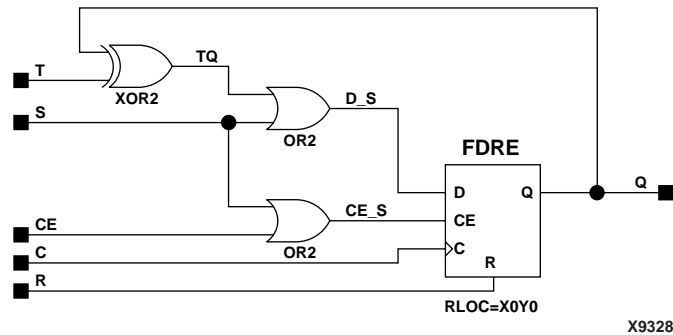 T
TQ
XOR2
S
D_S
OR2
FDRE
D
Q
Q
CE
CE_S
CE
OR2
C
C
R
R
RLOC=X0Y0
X9328